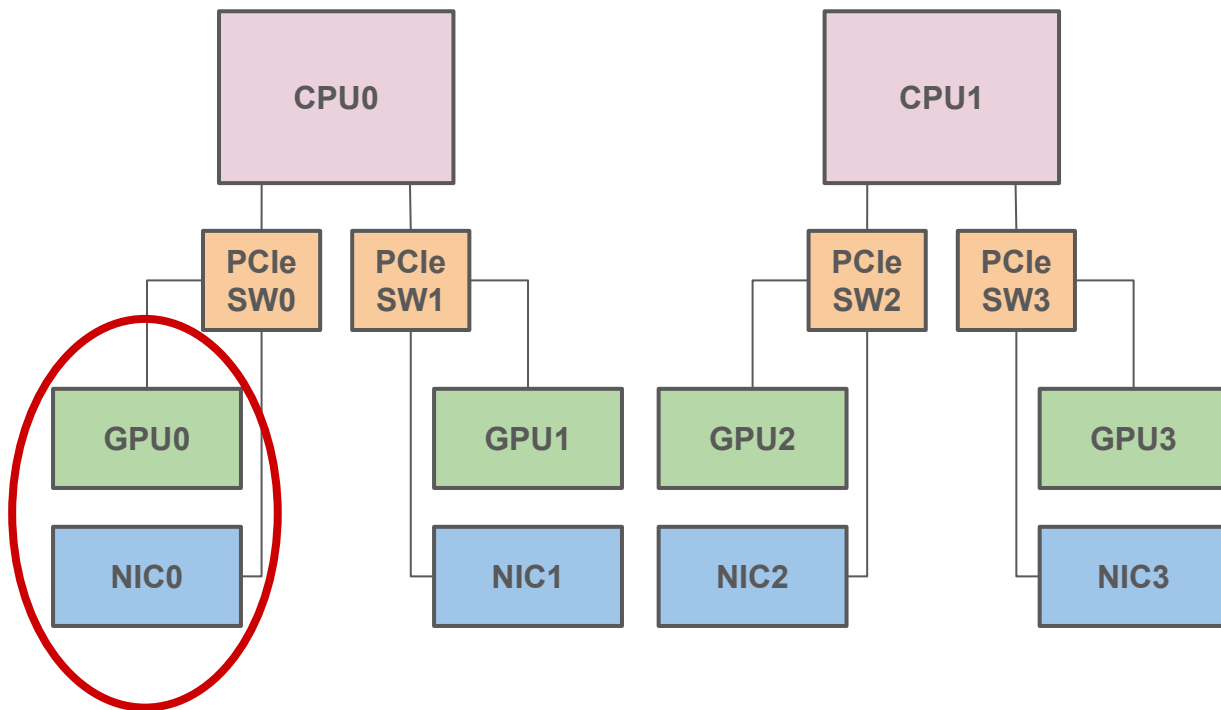 CPU0
CPU1
PCIe
SW0
PCIe
SW1
PCIe
SW2
PCIe
SW3
GPU0
GPU1
GPU2
GPU3
NIC0
NIC1
NIC2
NIC3